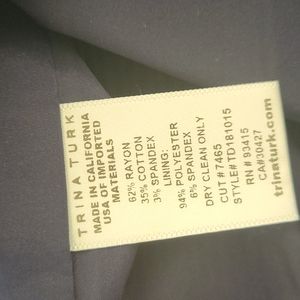 TRINA TURK
MADE IN CALIFORNIA
USA OF IMPORTED
MATERIALS
62% RAYON
35% COTTON
3% SPANDEX
LINING:
94% POLYESTER
6% SPANDEX
DRY CLEAN ONLY
CUT # 7465
STYLE# TD181015
RN # 93415
CA#30427
trinaturk.com